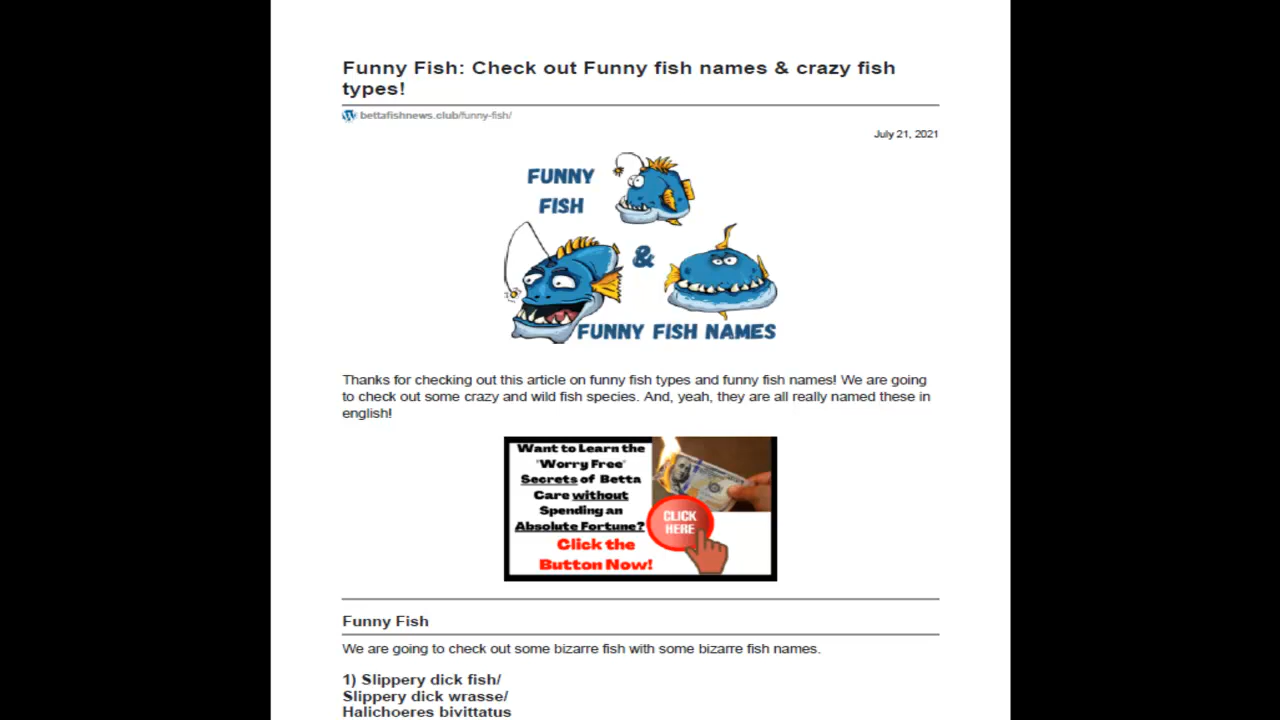 Funny Fish: Check out Funny fish names & crazy fish
types!
bettafishnews.club/funny-fish/
July 21, 2021
FUNNY
FISH
&
FUNNY FISH NAMES
Thanks for checking out this article on funny fish types and funny fish names! We are going
to check out some crazy and wild fish species. And, yeah, they are all really named these in
english!
Want to Learn the
"Worry Free"
Secrets of Betta
Care without
Spending an
Absolute Fortune?
Click the
Button Now!
CLICK
HERE
Funny Fish
We are going to check out some bizarre fish with some bizarre fish names.
1) Slippery dick fish/
Slippery dick wrasse/
Halichoeres bivittatus